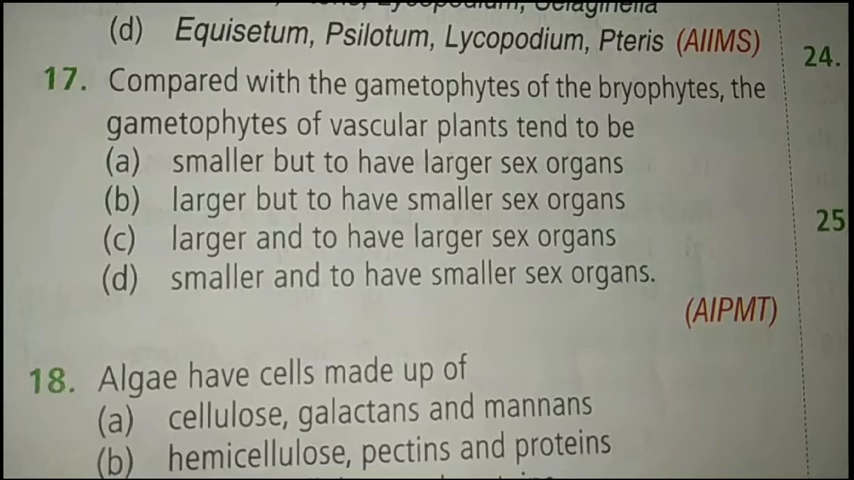 Lycopodium, Selaginella
(d) Equisetum, Psilotum, Lycopodium, Pteris (AIIMS)
24.
17. Compared with the gametophytes of the bryophytes, the
gametophytes of vascular plants tend to be
(a) smaller but to have larger sex organs
(b) larger but to have smaller sex organs
25
(c) larger and to have larger sex organs
(d) smaller and to have smaller sex organs.
(AIPMT)
18. Algae have cells made up of
(a) cellulose, galactans and mannans
(b) hemicellulose, pectins and proteins